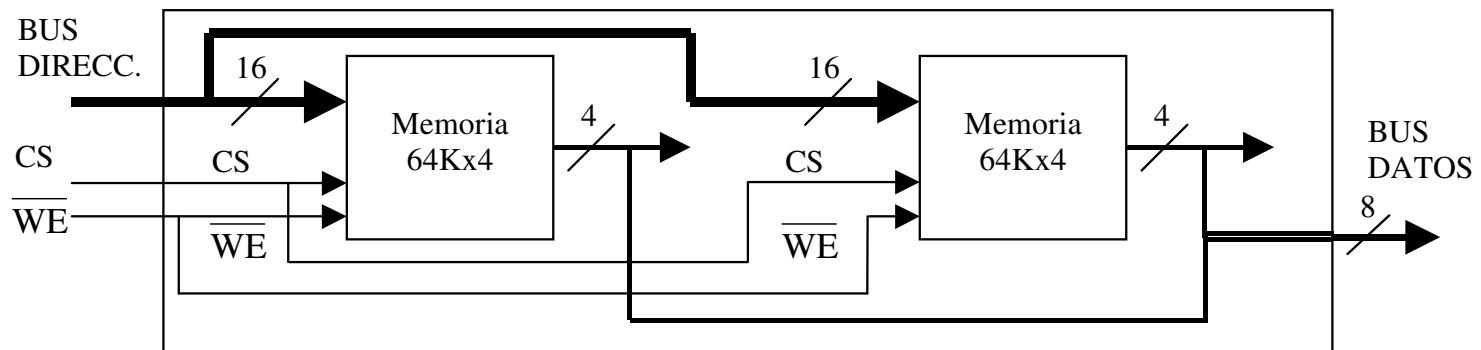 BUS
DIRECC.
16
16
Memoria
64Kx4
4
Memoria
64Kx4
4
BUS
DATOS
8
CS
CS
CS
WE
WE
WE